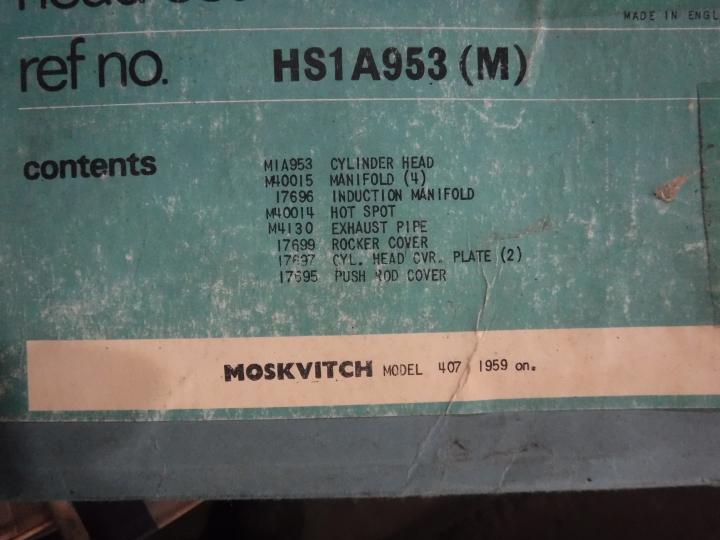 MADE IN ENGL
ref no. HS1A953 (M)
contents
M1A953 CYLINDER HEAD
M40015 MANIFOLD (4)
17696 INDUCTION MANIFOLD
M40014 HOT SPOT
M4130 EXHAUST PIPE
17699 ROCKER COVER
17697 CYL. HEAD CVR. PLATE (2)
17695 PUSH ROD COVER
MOSKVITCH MODEL 407 1959 on.